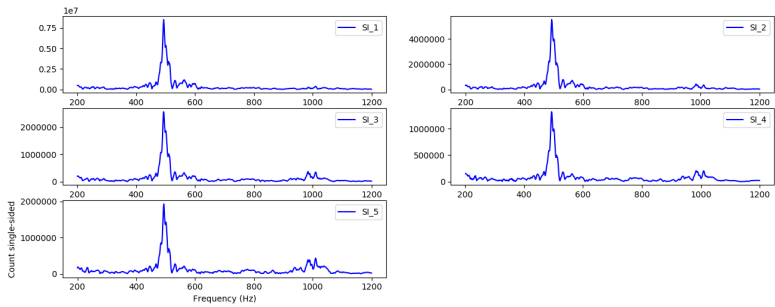 1e7
SI_1
0.75
0.50
0.25
0.00
200 400 600 800 1000 1200
SI_2
4000000
2000000
0
200 400 600 800 1000 1200
SI_3
2000000
1000000
0
200 400 600 800 1000 1200
SI_4
1000000
500000
0
200 400 600 800 1000 1200
SI_5
2000000
1000000
0
200 400 600 800 1000 1200
Count single-sided
Frequency (Hz)